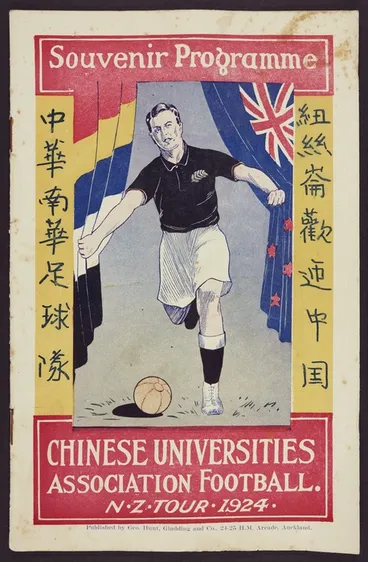 Souvenir Programme
中華南華足球隊
紐絲崙歡迎中国
CHINESE UNIVERSITIES
ASSOCIATION FOOTBALL.
N·Z·TOUR·1924·
Published by Geo. Hunt, Gladding and Co., 24-25 H.M. Arcade, Auckland.